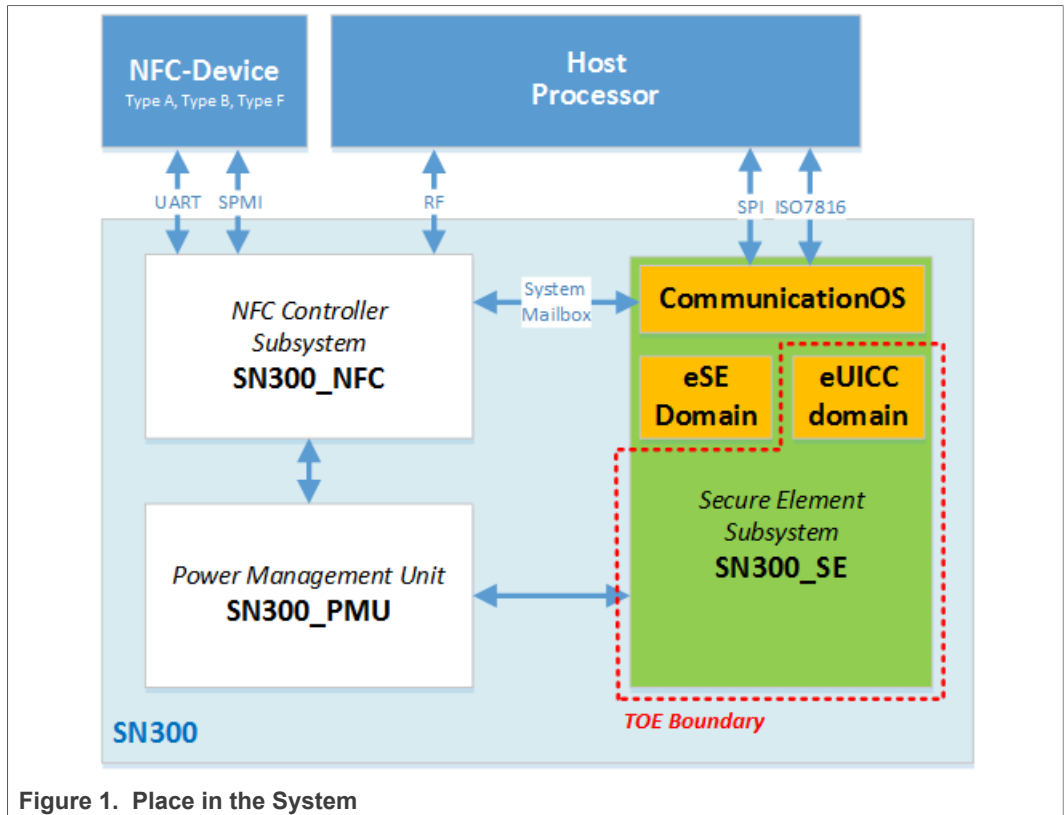 NFC-Device
Type A, Type B, Type F
Host
Processor
UART
SPMI
RF
SPI
ISO7816
NFC Controller
Subsystem
SN300_NFC
System
Mailbox
CommunicationOS
eSE
Domain
eUICC
domain
Secure Element
Subsystem
SN300_SE
Power Management Unit
SN300_PMU
TOE Boundary
SN300
Figure 1. Place in the System